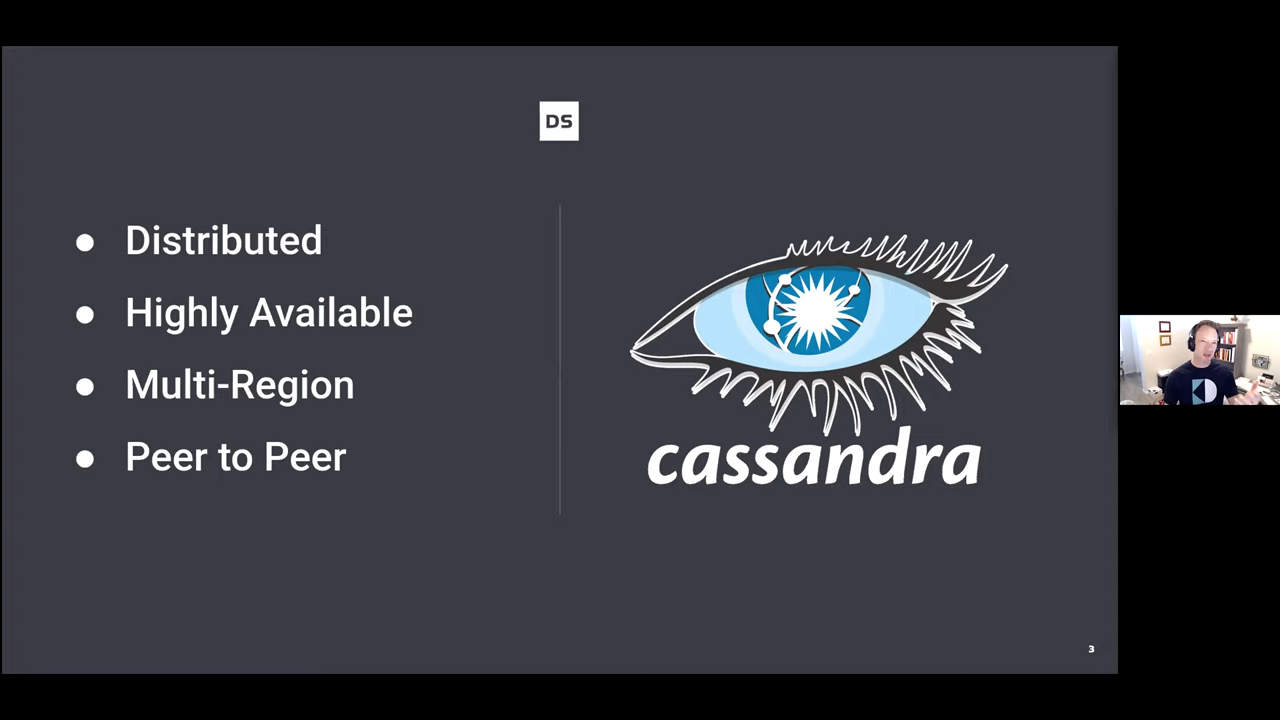 DS
● Distributed
● Highly Available
● Multi-Region
● Peer to Peer
cassandra
3